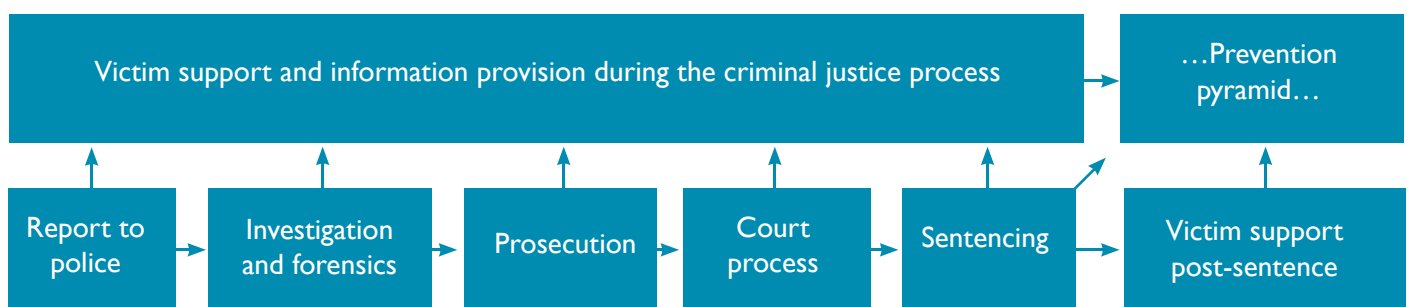 Victim support and information provision during the criminal justice process
…Prevention
pyramid…
Report to
police
Investigation
and forensics
Prosecution
Court
process
Sentencing
Victim support
post-sentence